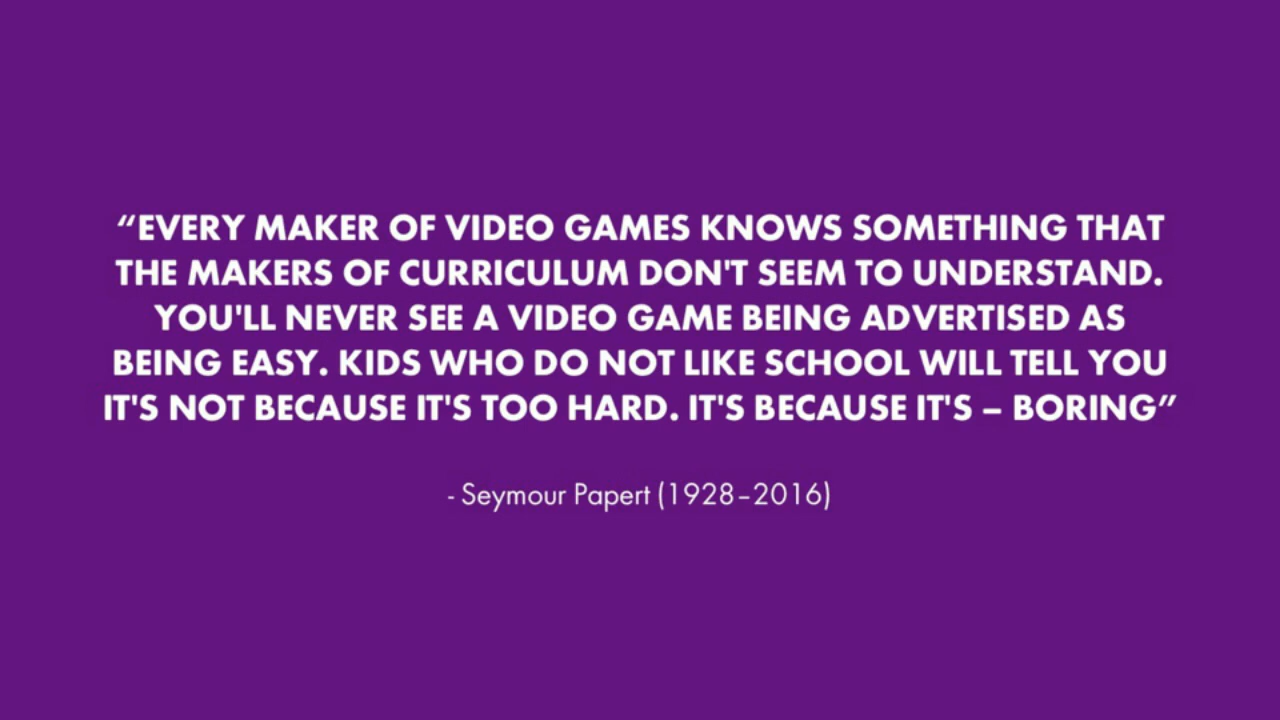 “EVERY MAKER OF VIDEO GAMES KNOWS SOMETHING THAT
THE MAKERS OF CURRICULUM DON'T SEEM TO UNDERSTAND.
YOU'LL NEVER SEE A VIDEO GAME BEING ADVERTISED AS
BEING EASY. KIDS WHO DO NOT LIKE SCHOOL WILL TELL YOU
IT'S NOT BECAUSE IT'S TOO HARD. IT'S BECAUSE IT'S – BORING”
- Seymour Papert (1928–2016)